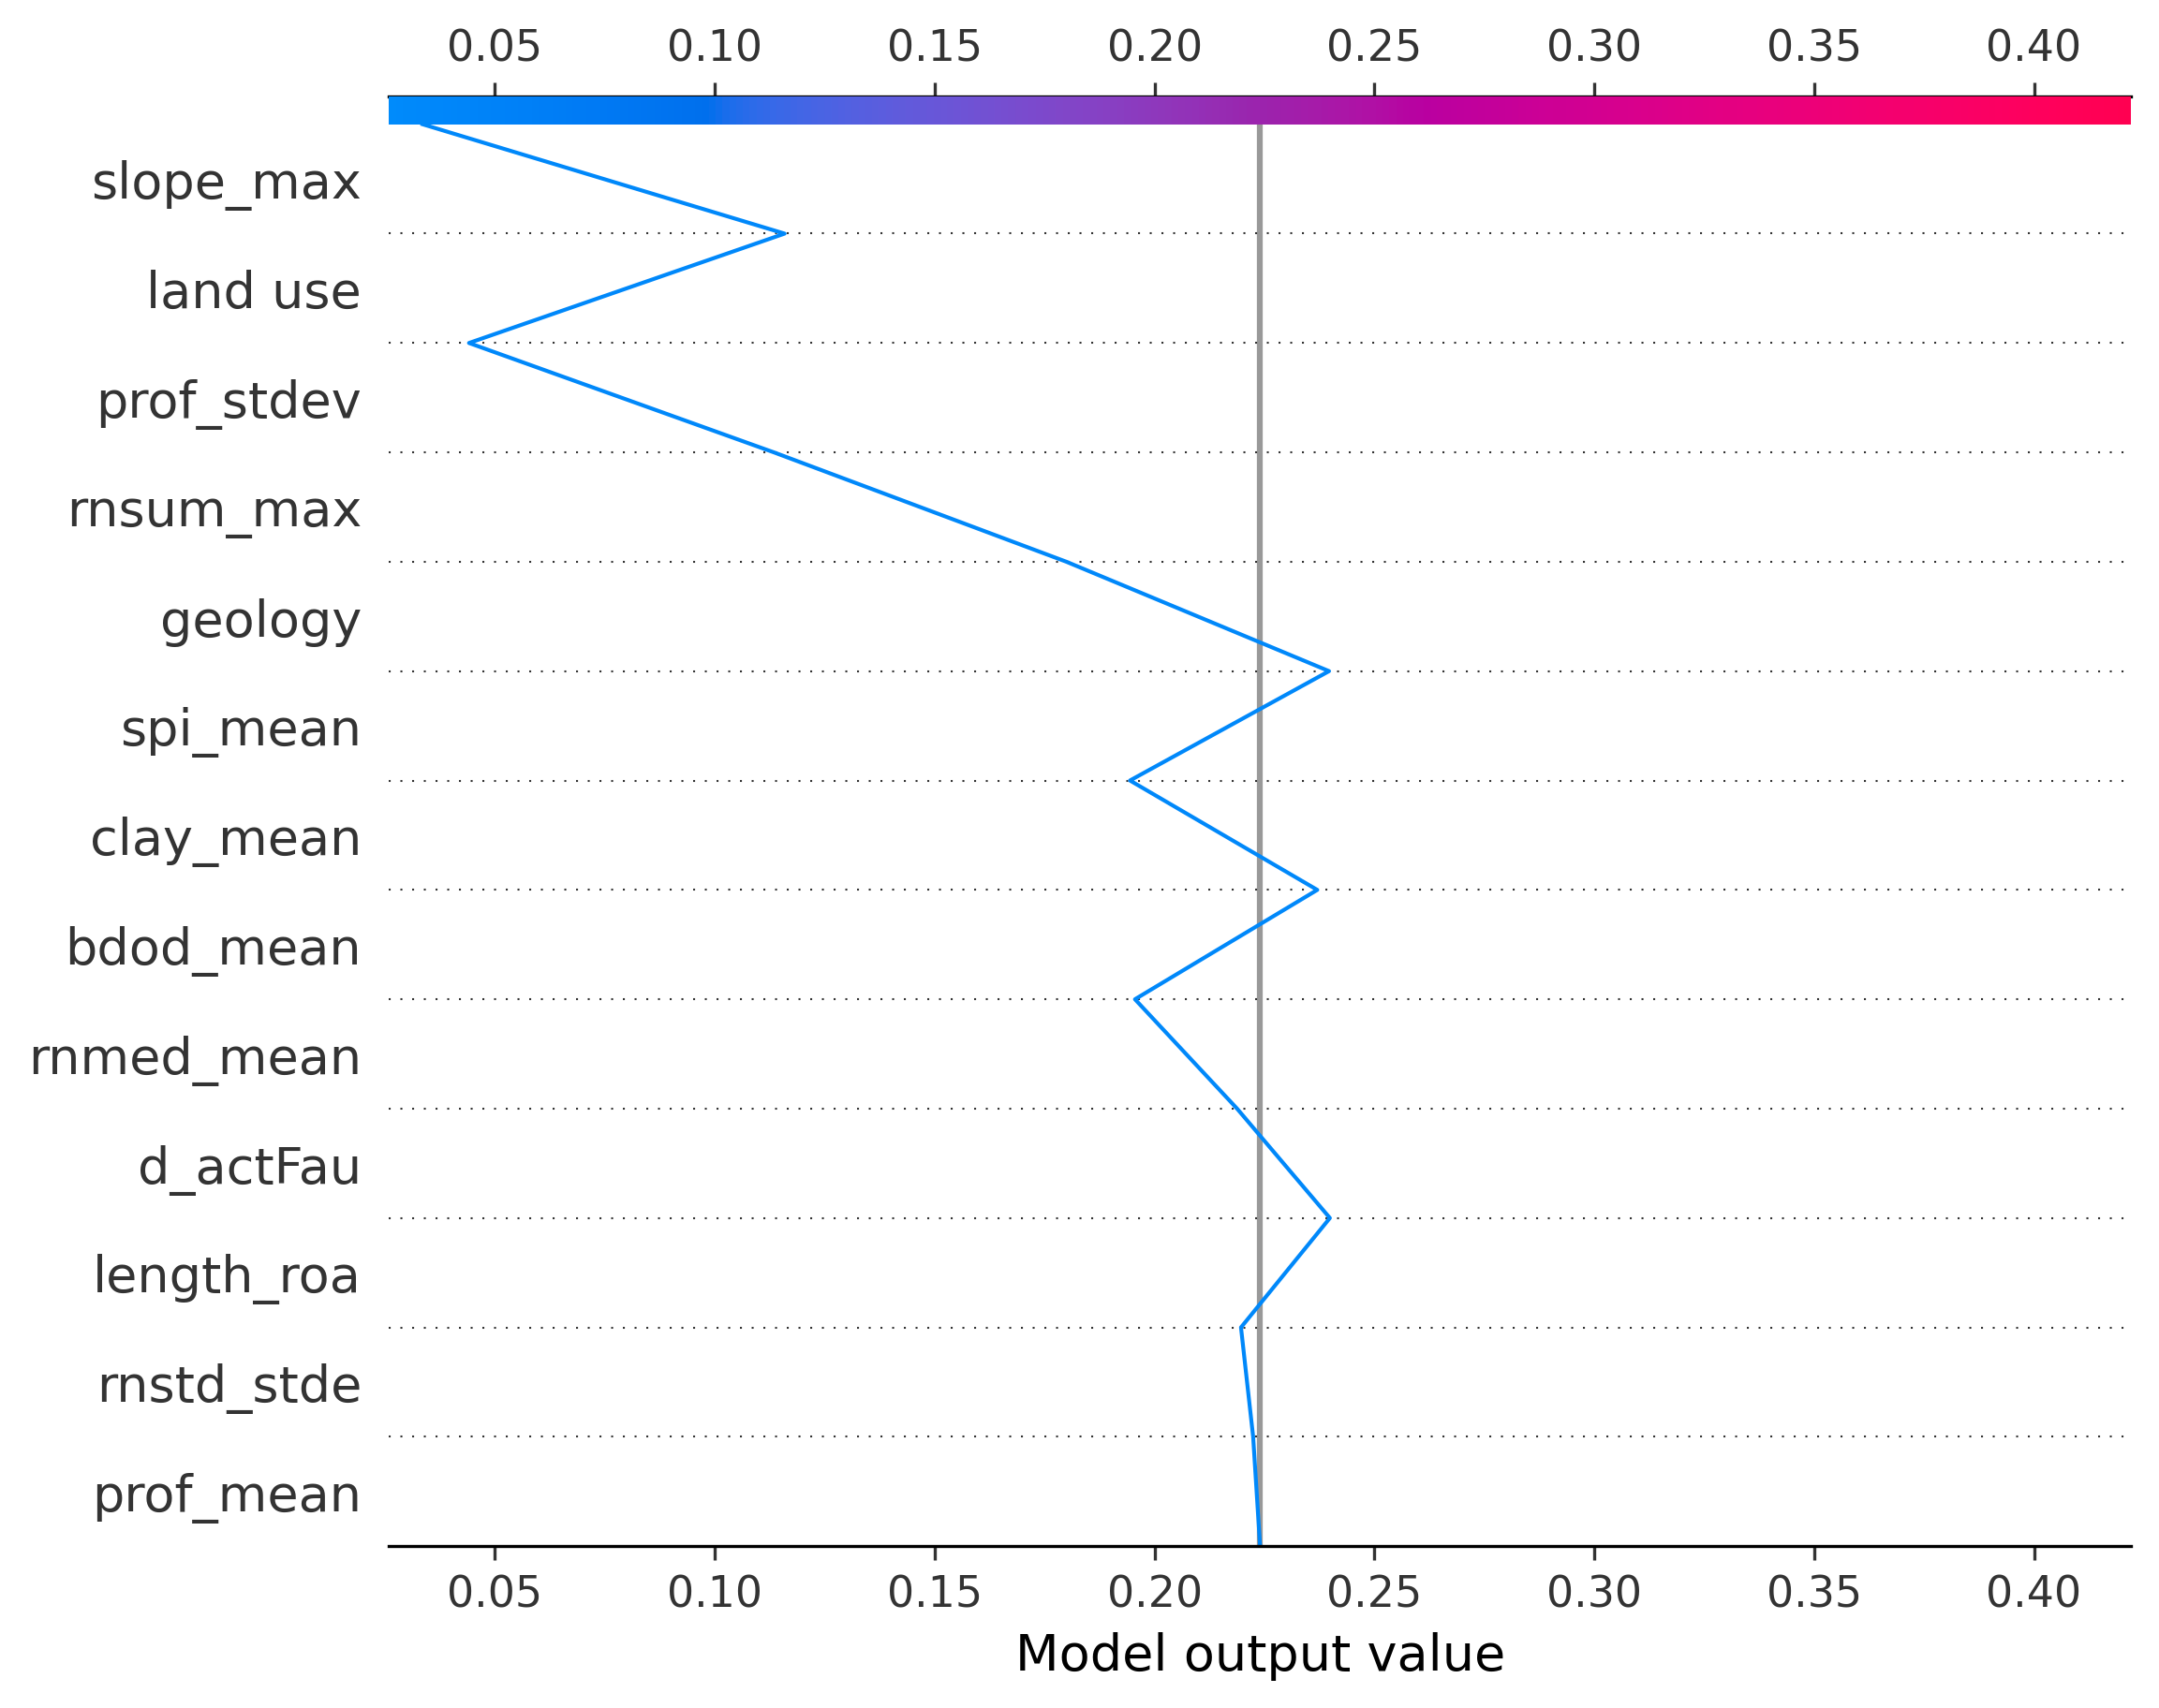 0.05 0.10 0.15 0.20 0.25 0.30 0.35 0.40
slope_max
land use
prof_stdev
rnsum_max
geology
spi_mean
clay_mean
bdod_mean
rnmed_mean
d_actFau
length_roa
rnstd_stde
prof_mean
0.05 0.10 0.15 0.20 0.25 0.30 0.35 0.40
Model output value